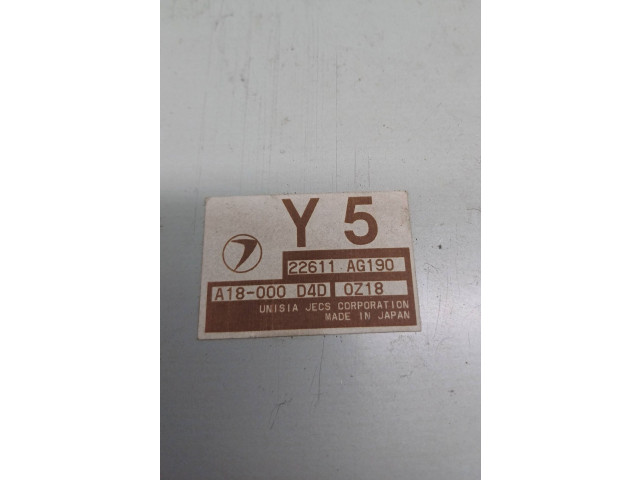 Y 5
22611 AG190
A18-000 D4D 0Z18
UNISIA JECS CORPORATION
MADE IN JAPAN